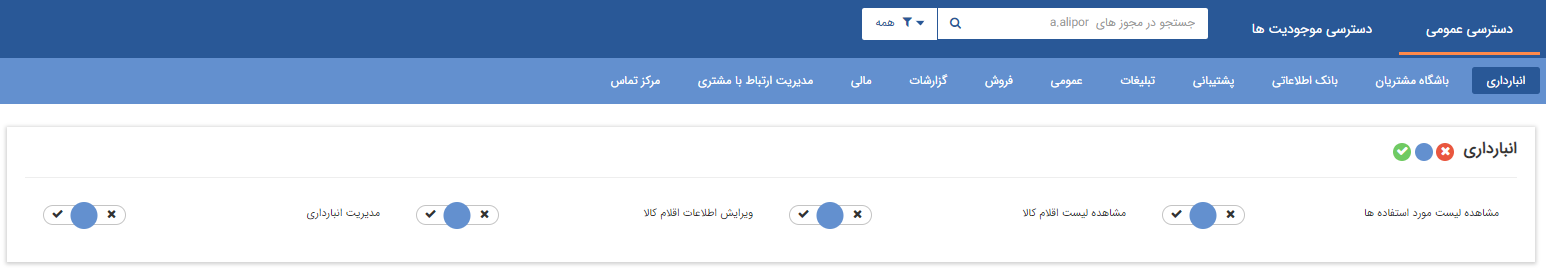 دسترسی عمومی
دسترسی موجودیت ها
جستجو در مجوز های a.alipor
همه
انبارداری
باشگاه مشتریان
بانک اطلاعاتی
پشتیبانی
تبلیغات
عمومی
فروش
گزارشات
مالی
مدیریت ارتباط با مشتری
مرکز تماس
انبارداری
مشاهده لیست مورد استفاده ها
مشاهده لیست اقلام کالا
ویرایش اطلاعات اقلام کالا
مدیریت انبارداری